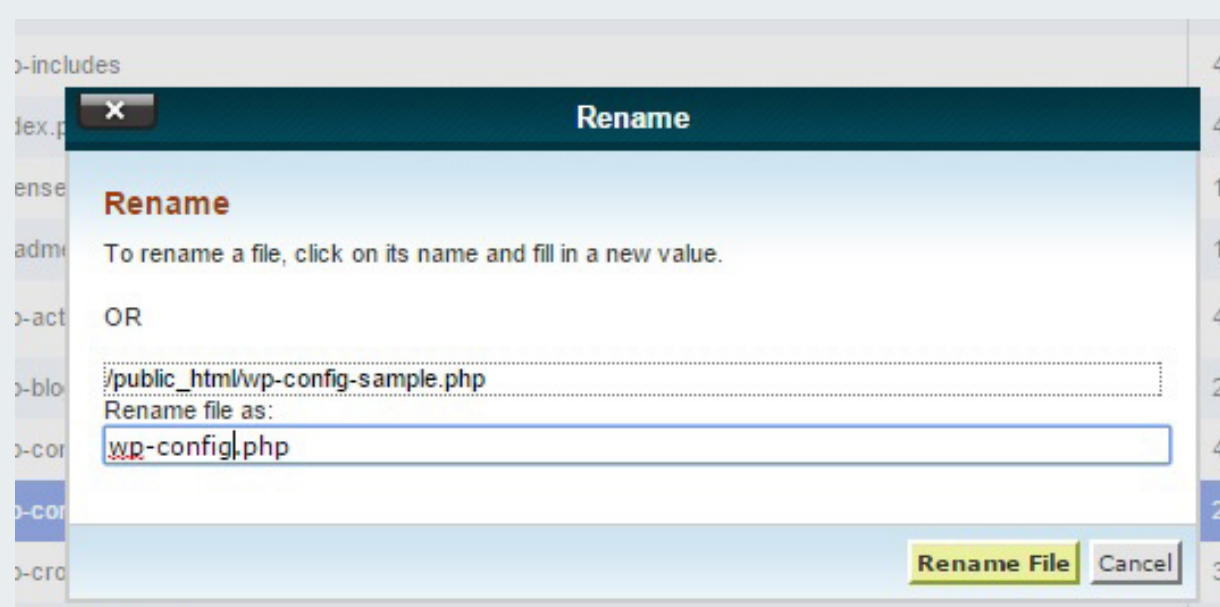 p-includes
Rename
Rename
To rename a file, click on its name and fill in a new value.
OR
/public_html/wp-config-sample.php
Rename file as:
wp-config.php
Rename File
Cancel